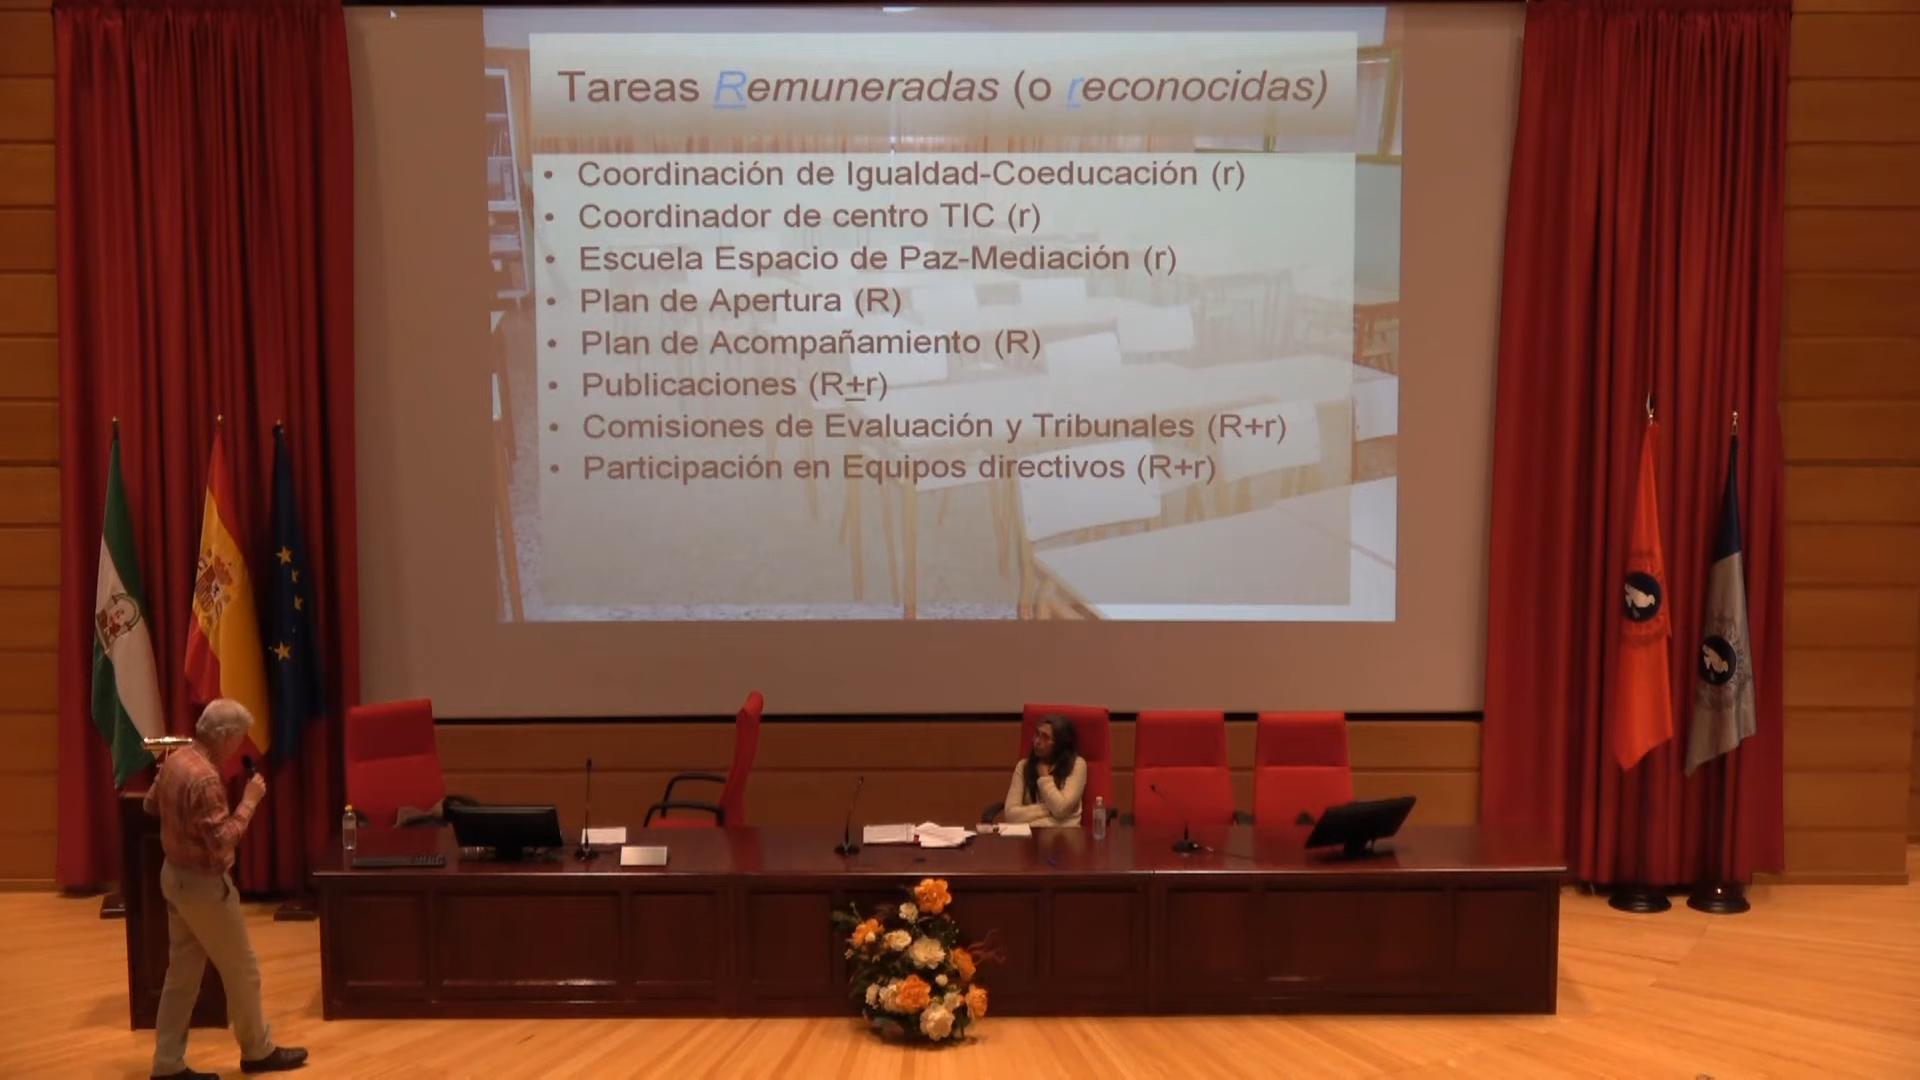 Tareas Remuneradas (o reconocidas)
• Coordinación de Igualdad-Coeducación (r)
• Coordinador de centro TIC (r)
• Escuela Espacio de Paz-Mediación (r)
• Plan de Apertura (R)
• Plan de Acompañamiento (R)
• Publicaciones (R±r)
• Comisiones de Evaluación y Tribunales (R+r)
• Participación en Equipos directivos (R+r)